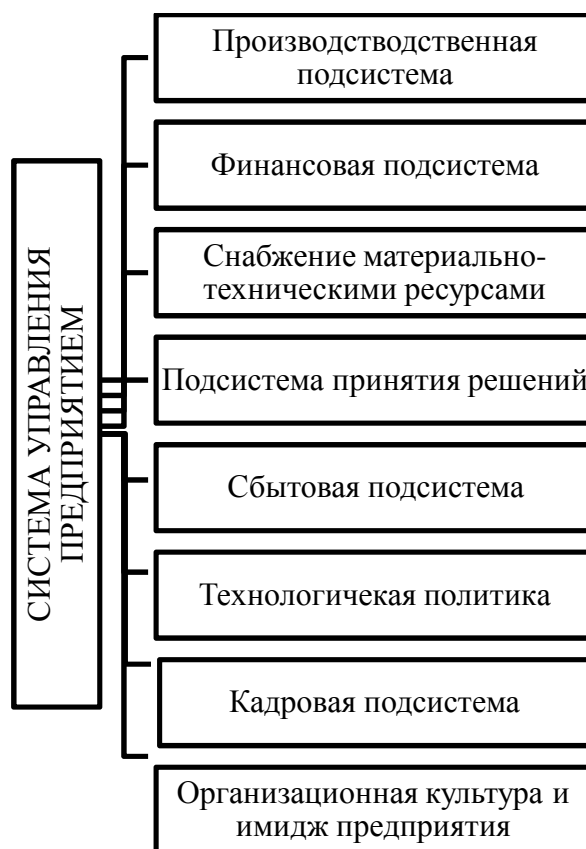 СИСТЕМА УПРАВЛЕНИЯ
ПРЕДПРИЯТИЕМ
Производстводственная
подсистема
Финансовая подсистема
Снабжение материально-
техническими ресурсами
Подсистема принятия решений
Сбытовая подсистема
Технологичекая политика
Кадровая подсистема
Организационная культура и
имидж предприятия